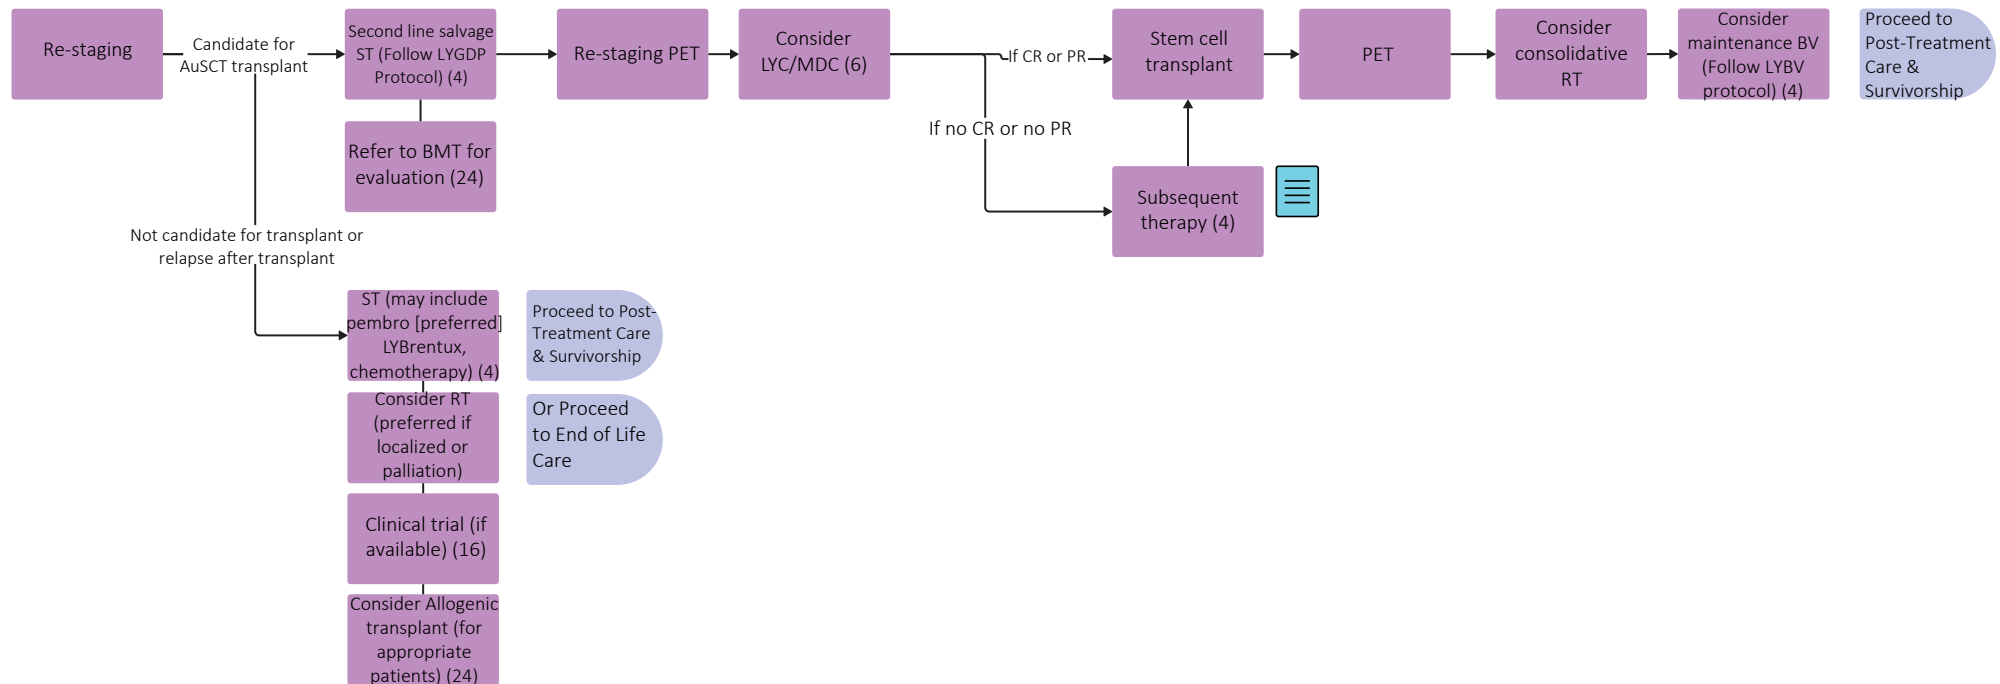 Re-staging
Candidate for
AuSCT transplant
Second line salvage
ST (Follow LYGDP
Protocol) (4)
Refer to BMT for
evaluation (24)
Re-staging PET
Consider
LYC/MDC (6)
If CR or PR
If no CR or no PR
Stem cell
transplant
Subsequent
therapy (4)
PET
Consider
consolidative
RT
Consider
maintenance BV
(Follow LYBV
protocol) (4)
Proceed to
Post-Treatment
Care &
Survivorship
Not candidate for transplant or
relapse after transplant
ST (may include
pembro [preferred]
LYBrentux,
chemotherapy) (4)
Proceed to Post-
Treatment Care
& Survivorship
Consider RT
(preferred if
localized or
palliation)
Or Proceed
to End of Life
Care
Clinical trial (if
available) (16)
Consider Allogenic
transplant (for
appropriate
patients) (24)